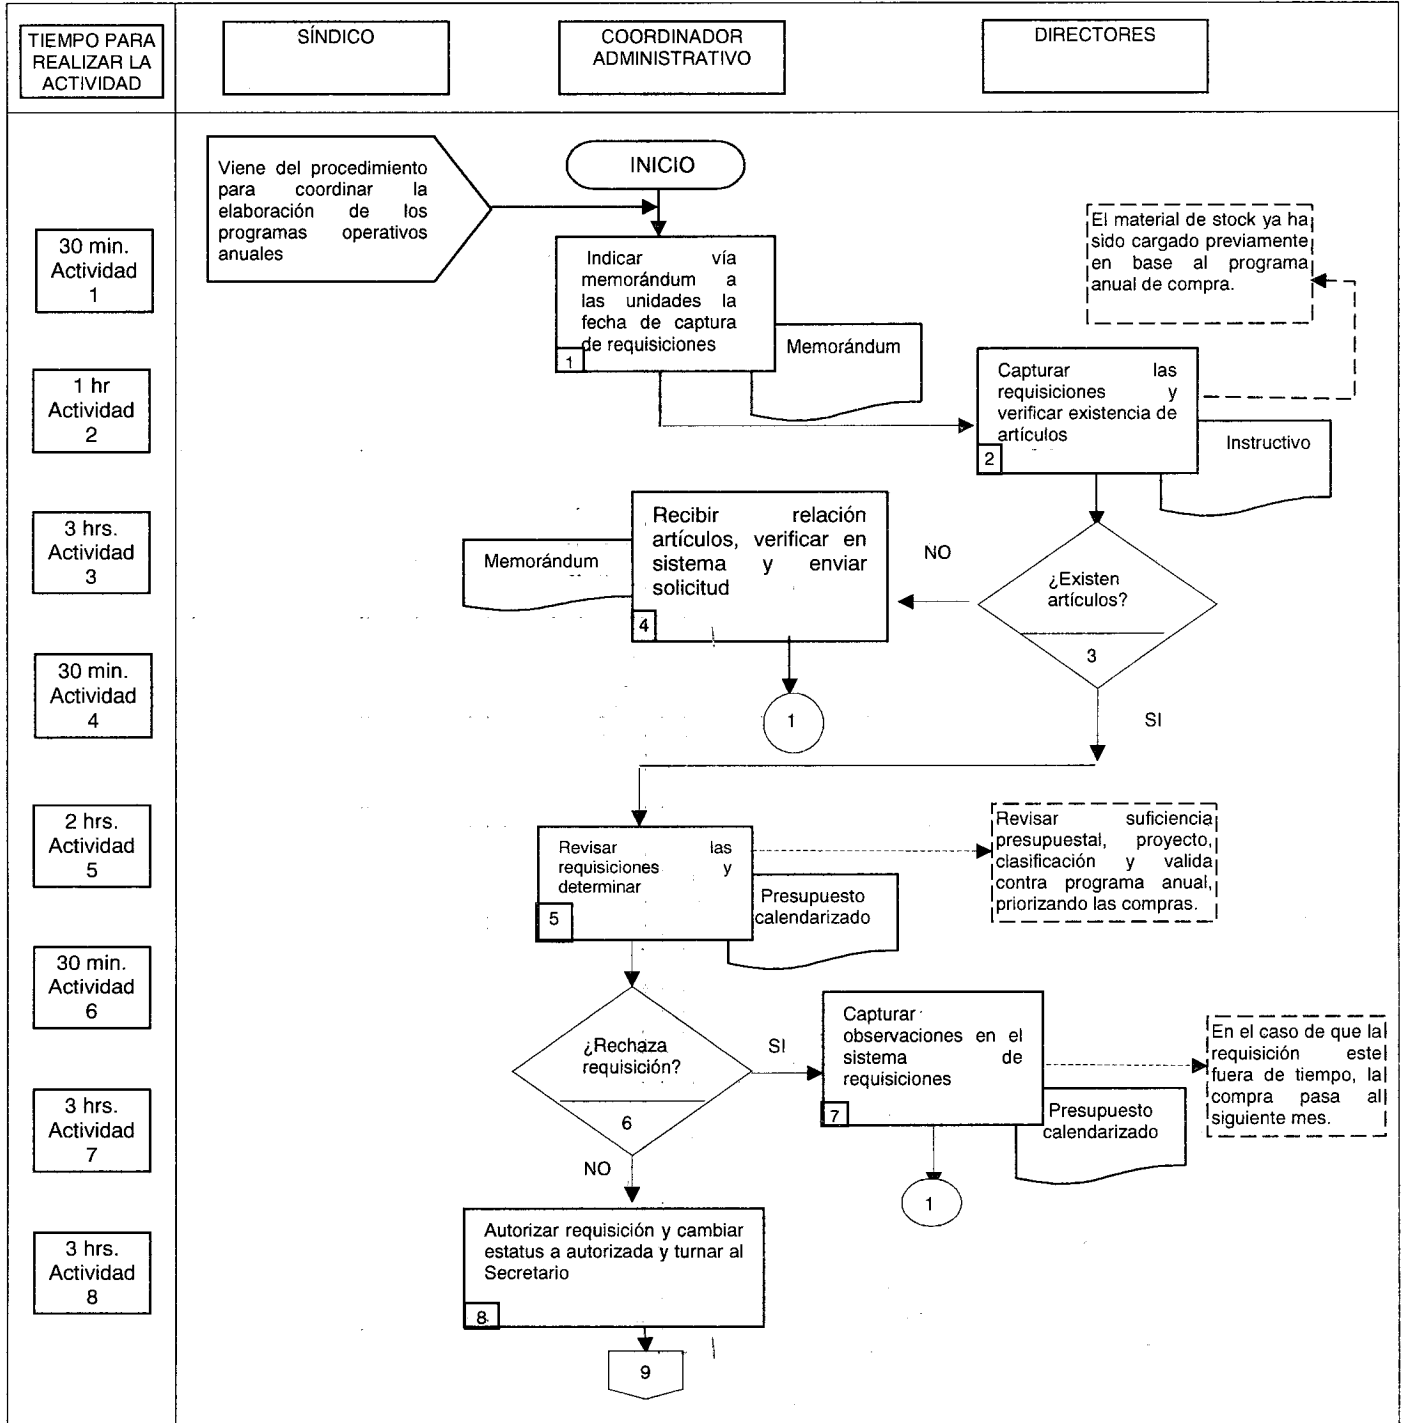 TIEMPO PARA
REALIZAR LA
ACTIVIDAD
SÍNDICO
COORDINADOR
ADMINISTRATIVO
DIRECTORES
Viene del procedimiento
para coordinar la
elaboración de los
programas operativos
anuales
INICIO
30 min.
Actividad
1
Indicar vía
memorándum a
las unidades la
fecha de captura
de requisiciones
1
Memorándum
El material de stock ya ha
sido cargado previamente
en base al programa
anual de compra.
1 hr
Actividad
2
Capturar las
requisiciones y
verificar existencia de
artículos
2
Instructivo
3 hrs.
Actividad
3
Recibir relación
artículos, verificar en
sistema y enviar
solicitud
4
Memorándum
NO
¿Existen
artículos?
3
SI
30 min.
Actividad
4
1
2 hrs.
Actividad
5
Revisar las
requisiciones y
determinar
5
Presupuesto
calendarizado
Revisar suficiencia
presupuestal, proyecto,
clasificación y valida
contra programa anual,
priorizando las compras.
30 min.
Actividad
6
¿Rechaza
requisición?
6
SI
NO
Capturar
observaciones en el
sistema de
requisiciones
7
Presupuesto
calendarizado
En el caso de que la
requisición este
fuera de tiempo, la
compra pasa al
siguiente mes.
3 hrs.
Actividad
7
1
3 hrs.
Actividad
8
Autorizar requisición y cambiar
estatus a autorizada y turnar al
Secretario
8
9